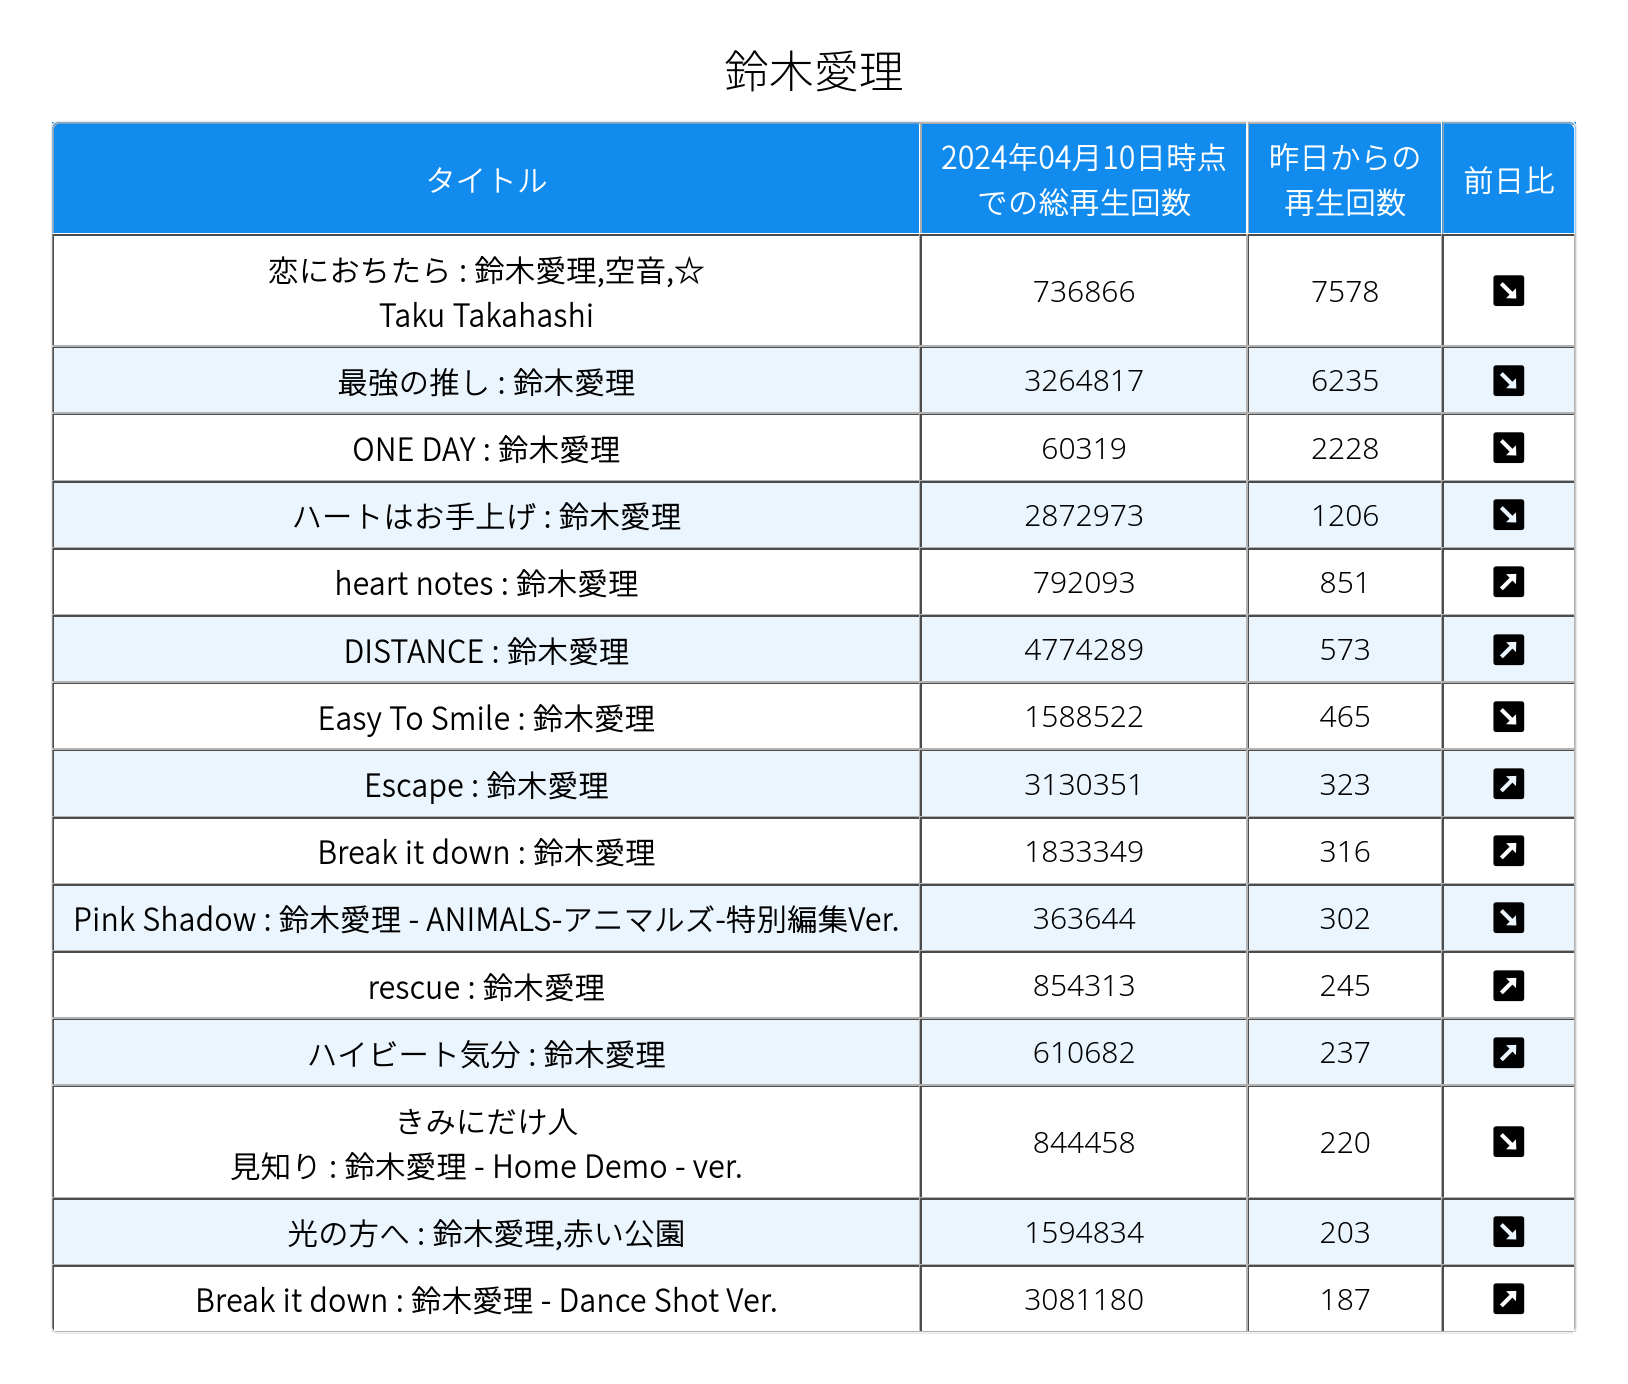 鈴木愛理
タイトル
2024年04月10日時点
での総再生回数
昨日からの
再生回数
前日比
恋におちたら : 鈴木愛理,空音,☆
Taku Takahashi
736866
7578
最強の推し : 鈴木愛理
3264817
6235
ONE DAY : 鈴木愛理
60319
2228
ハートはお手上げ : 鈴木愛理
2872973
1206
heart notes : 鈴木愛理
792093
851
DISTANCE : 鈴木愛理
4774289
573
Easy To Smile : 鈴木愛理
1588522
465
Escape : 鈴木愛理
3130351
323
Break it down : 鈴木愛理
1833349
316
Pink Shadow : 鈴木愛理 - ANIMALS-アニマルズ-特別編集Ver.
363644
302
rescue : 鈴木愛理
854313
245
ハイビート気分 : 鈴木愛理
610682
237
きみにだけ人
見知り : 鈴木愛理 - Home Demo - ver.
844458
220
光の方へ : 鈴木愛理,赤い公園
1594834
203
Break it down : 鈴木愛理 - Dance Shot Ver.
3081180
187